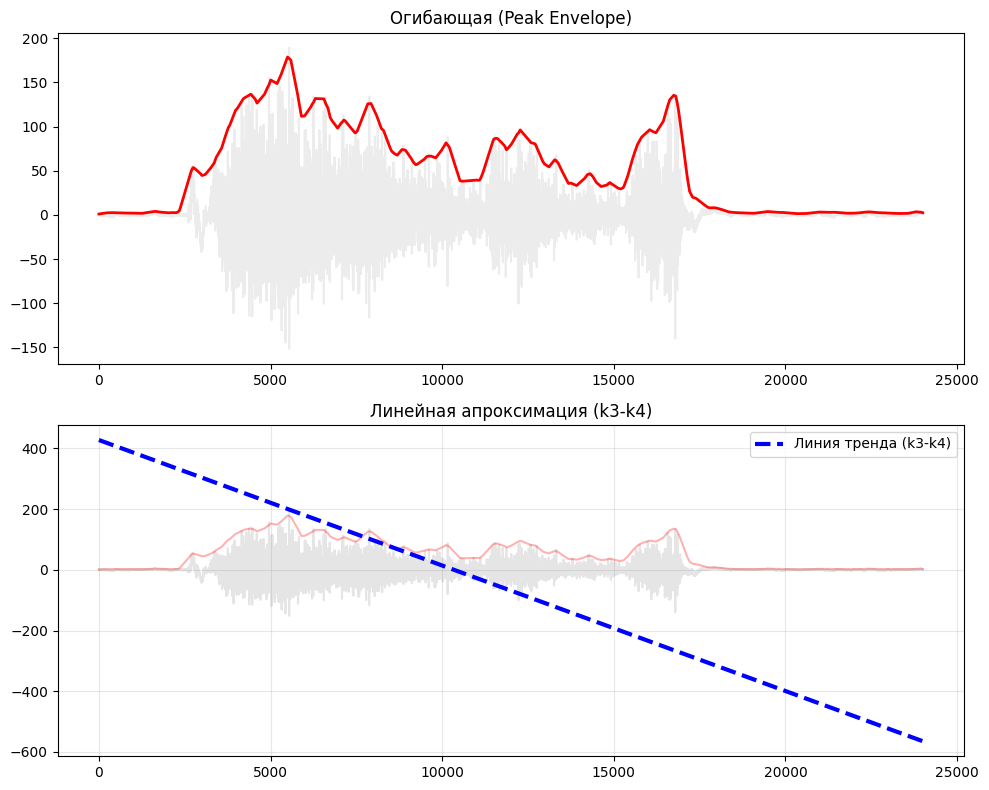 Огибающая (Peak Envelope)
200
150
100
50
0
−50
−100
−150
0 5000 10000 15000 20000 25000
Линейная апроксимация (k3-k4)
Линия тренда (k3-k4)
400
200
0
−200
−400
−600
0 5000 10000 15000 20000 25000